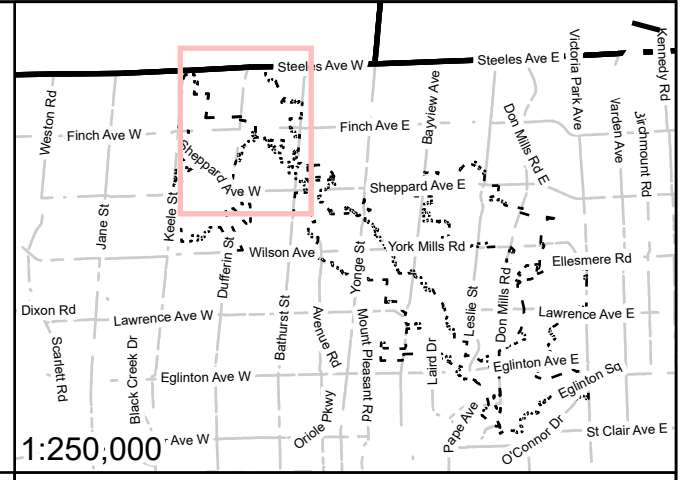 Steeles Ave W
Steeles Ave E
Victoria Park Ave
Kennedy Rd
Weston Rd
Finch Ave W
Finch Ave E
Bayview Ave
Don Mills Rd E
Varden Ave
Birchmount Rd
Sheppard Ave W
Sheppard Ave E
Jane St
Keele St
Dufferin St
Wilson Ave
Yonge St
York Mills Rd
Ellesmere Rd
Dixon Rd
Lawrence Ave W
Bathurst St
Avenue Rd
Mount Pleasant Rd
Leslie St
Don Mills Rd
Lawrence Ave E
Scarlett Rd
Black Creek Dr
Laird Dr
Eglinton Ave W
Eglinton Ave E
Eglinton Sq
Oriole Pkwy
Pape Ave
O'Connor Dr
St Clair Ave E
1:250,000
Ave W